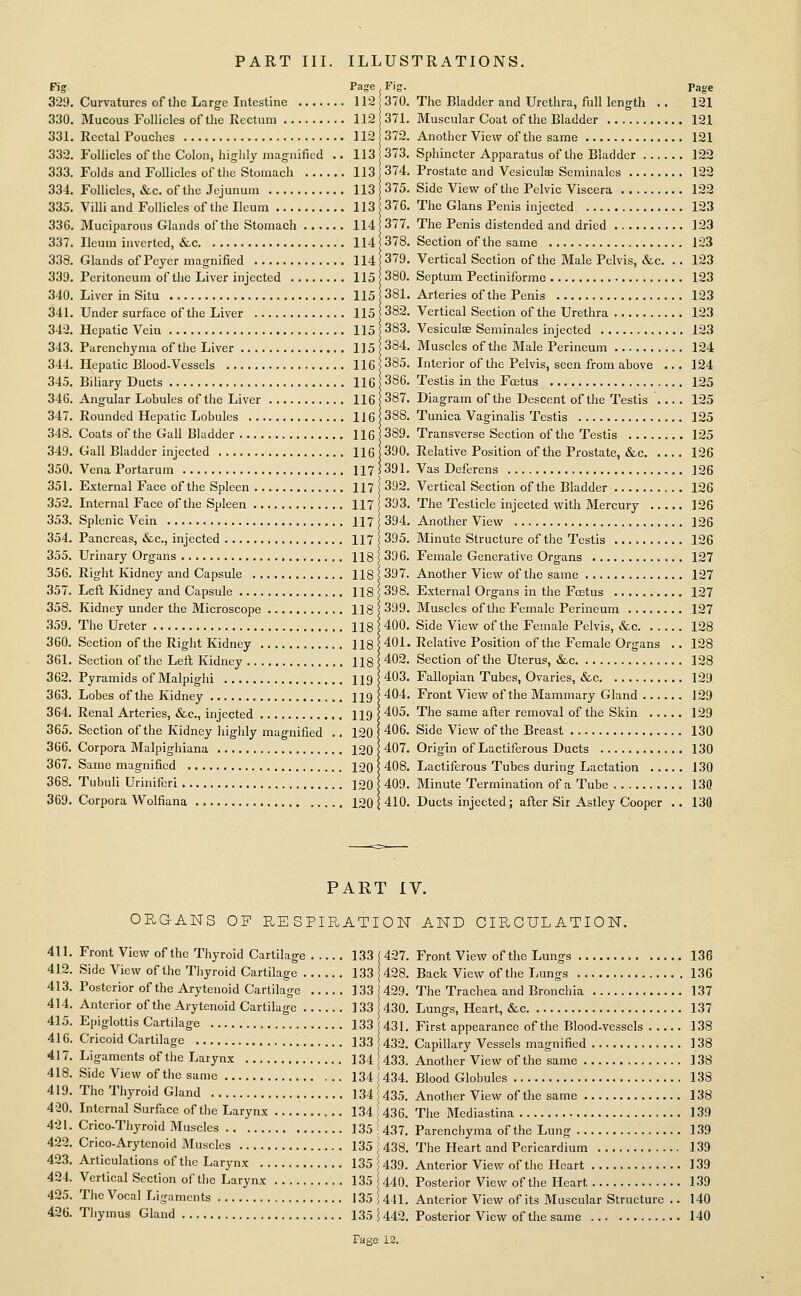 PART III. ILLUSTRATIONS.
Fig. Page
329. Curvatures of the Large Intestine ....... 112
330. Mucous Follicles of the Rectum ......... 112
331. Rectal Pouches ................... 112
332. Follicles of the Colon, highly magnified .. 113
333. Folds and Follicles of the Stomach ...... 113
334. Follicles, &c. of the Jejunum ........... 113
335. Villi and Follicles of the Ileum .......... 113
336. Muciparous Glands of the Stomach ...... 114
337. Ileum inverted, &c. ................... 114
338. Glands of Peyer magnified ............. 114
339. Peritoneum of the Liver injected ........ 115
340. Liver in Situ ......................... 115
341. Under surface of the Liver ............. 115
342. Hepatic Vein ......................... 115
343. Parenchyma of the Liver ............... 115
344. Hepatic Blood-Vessels ................. 116
345. Biliary Ducts ......................... 116
346. Angular Lobules of the Liver ........... 116
347. Rounded Hepatic Lobules .............. 116
348. Coats of the Gall Bladder ............... 116
349. Gall Bladder injected .................. 116
350. Vena Portarum ....................... 117
351. External Face of the Spleen ............. 117
352. Internal Face of the Spleen ............. 117
353. Splenic Vein ......................... 117
354. Pancreas, &c., injected ................. 117
355. Urinary Organs ....................... 118
356. Right Kidney and Capsule ............. 118
357. Left Kidney and Capsule ............... 118
358. Kidney under the Microscope ........... 118
359. The Ureter ........................... 118
360. Section of the Right Kidney ............ 118
361. Section of the Left Kidney .............. 118
362. Pyramids of Malpighi ................. 119
363. Lobes of the Kidney ................... 119
364. Renal Arteries, &c., injected ............ 119
365. Section of the Kidney highly magnified .. 120
366. Corpora Malpighiana .................. 120
367. Same magnified ...................... 120
368. Tubuli Uriniferi ....................... 120
369. Corpora Wolfiana ..................... 120
Fig. Page
370. The Bladder and Urethra, full length .. 121
371. Muscular Coat of the Bladder ........... 121
372. Another View of the same .............. 121
373. Sphincter Apparatus of the Bladder ...... 122
374. Prostate and Vesiculæ Seminales ........ 122
375. Side View of the Pelvic Viscera ......... 122
376. The Glans Penis injected .............. 123
377. The Penis distended and dried .......... 123
378. Section of the same ................... 123
379. Vertical Section of the Male Pelvis, &c. .. 123
380. Septum Pectiniforme ................... 123
381. Arteries of the Penis .................. 123
382. Vertical Section of the Urethra .......... 123
383. Vesiculæ Seminales injected ............ 123
384. Muscles of the Male Perineum .......... 124
385. Interior of the Pelvis, seen from above ... 124
386. Testis in the Fœtus ................... 125
387. Diagram of the Descent of the Testis .... 125
388. Tunica Vaginalis Testis ............... 125
389. Transverse Section of the Testis ........ 125
390. Relative Position of the Prostate, &c. .... 126
391. Vas Deferens ......................... 126
392. Vertical Section of the Bladder .......... 126
393. The Testicle injected with Mercury ..... 126
394. Another View ........................ 126
395. Minute Structure of the Testis .......... 126
396. Female Generative Organs ............. 127
397. Another View of the same .............. 127
398. External Organs in the Fœtus .......... 127
399. Muscles of the Female Perineum ........ 127
400. Side View of the Female Pelvis, &c. ..... 128
401. Relative Position of the Female Organs .. 128
402. Section of the Uterus, &c. .............. 128
403. Fallopian Tubes, Ovaries, &c. .......... 129
404. Front View of the Mammary Gland ...... 129
405. The same after removal of the Skin ..... 129
406. Side View of the Breast ................ 130
407. Origin of Lactiferous Ducts ............ 130
408. Lactiferous Tubes during Lactation ..... 130
409. Minute Termination of a Tube .......... 130
410. Ducts injected; after Sir Astley Cooper .. 130
PART IV.
ORGANS OF RESPIRATION AND CIRCULATION.
411. Front View of the Thyroid Cartilage ..... 133
412. Side View of the Thyroid Cartilage ...... 133
413. Posterior of the Arytenoid Cartilage ..... 133
414. Anterior of the Arytenoid Cartilage ...... 133
415. Epiglottis Cartilage ................... 133
416. Cricoid Cartilage ..................... 133
417. Ligaments of the Larynx .............. 134
418. Side View of the same ................. 134
419. The Thyroid Gland ................... 134
420. Internal Surface of the Larynx .......... 134
421. Crico-Thyroid Muscles ................. 135
422. Crico-Arytenoid Muscles ............... 135
423. Articulations of the Larynx ............ 135
424. Vertical Section of the Larynx .......... 135
425. The Vocal Ligaments .................. 135
426. Thymus Gland ....................... 135
427. Front View of the Lungs ............... 136
428. Back View of the Lungs ............... 136
429. The Trachea and Bronchia ............. 137
430. Lungs, Heart, &c. ..................... 137
431. First appearance of the Blood-vessels ..... 138
432. Capillary Vessels magnified ............. 138
433. Another View of the same .............. 138
434. Blood Globules ....................... 138
435. Another View of the same .............. 138
436. The Mediastina ....................... 139
437. Parenchyma of the Lung ............... 139
438. The Heart and Pericardium ............ 139
439. Anterior View of the Heart ............. 139
440. Posterior View of the Heart ............. 139
441. Anterior View of its Muscular Structure .. 140
442. Posterior View of the same ............. 140
Page 12.